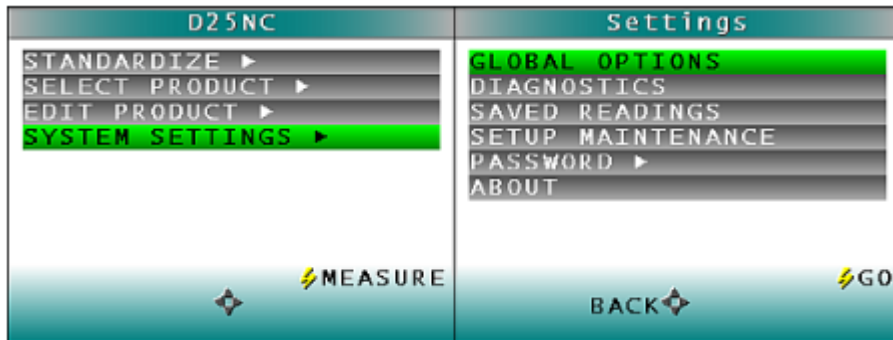 D25NC
STANDARDIZE ▶
SELECT PRODUCT ▶
EDIT PRODUCT ▶
SYSTEM SETTINGS ▶
MEASURE
Settings
GLOBAL OPTIONS
DIAGNOSTICS
SAVED READINGS
SETUP MAINTENANCE
PASSWORD ▶
ABOUT
GO
BACK